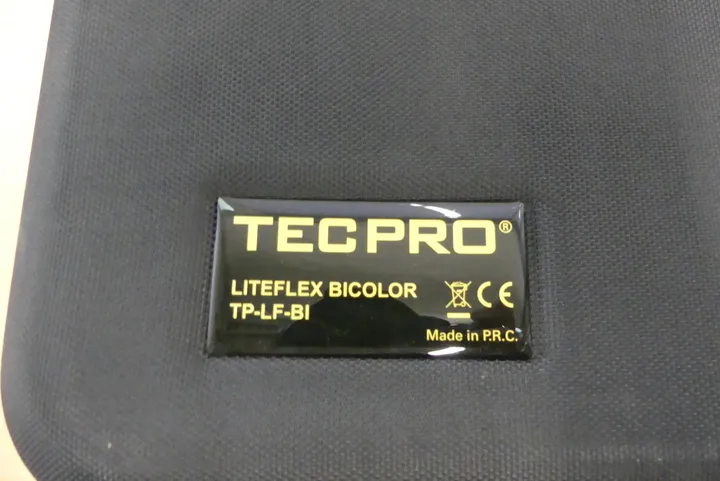 TECPRO®
LITEFLEX BICOLOR
TP-LF-BI
CE
Made in P.R.C.